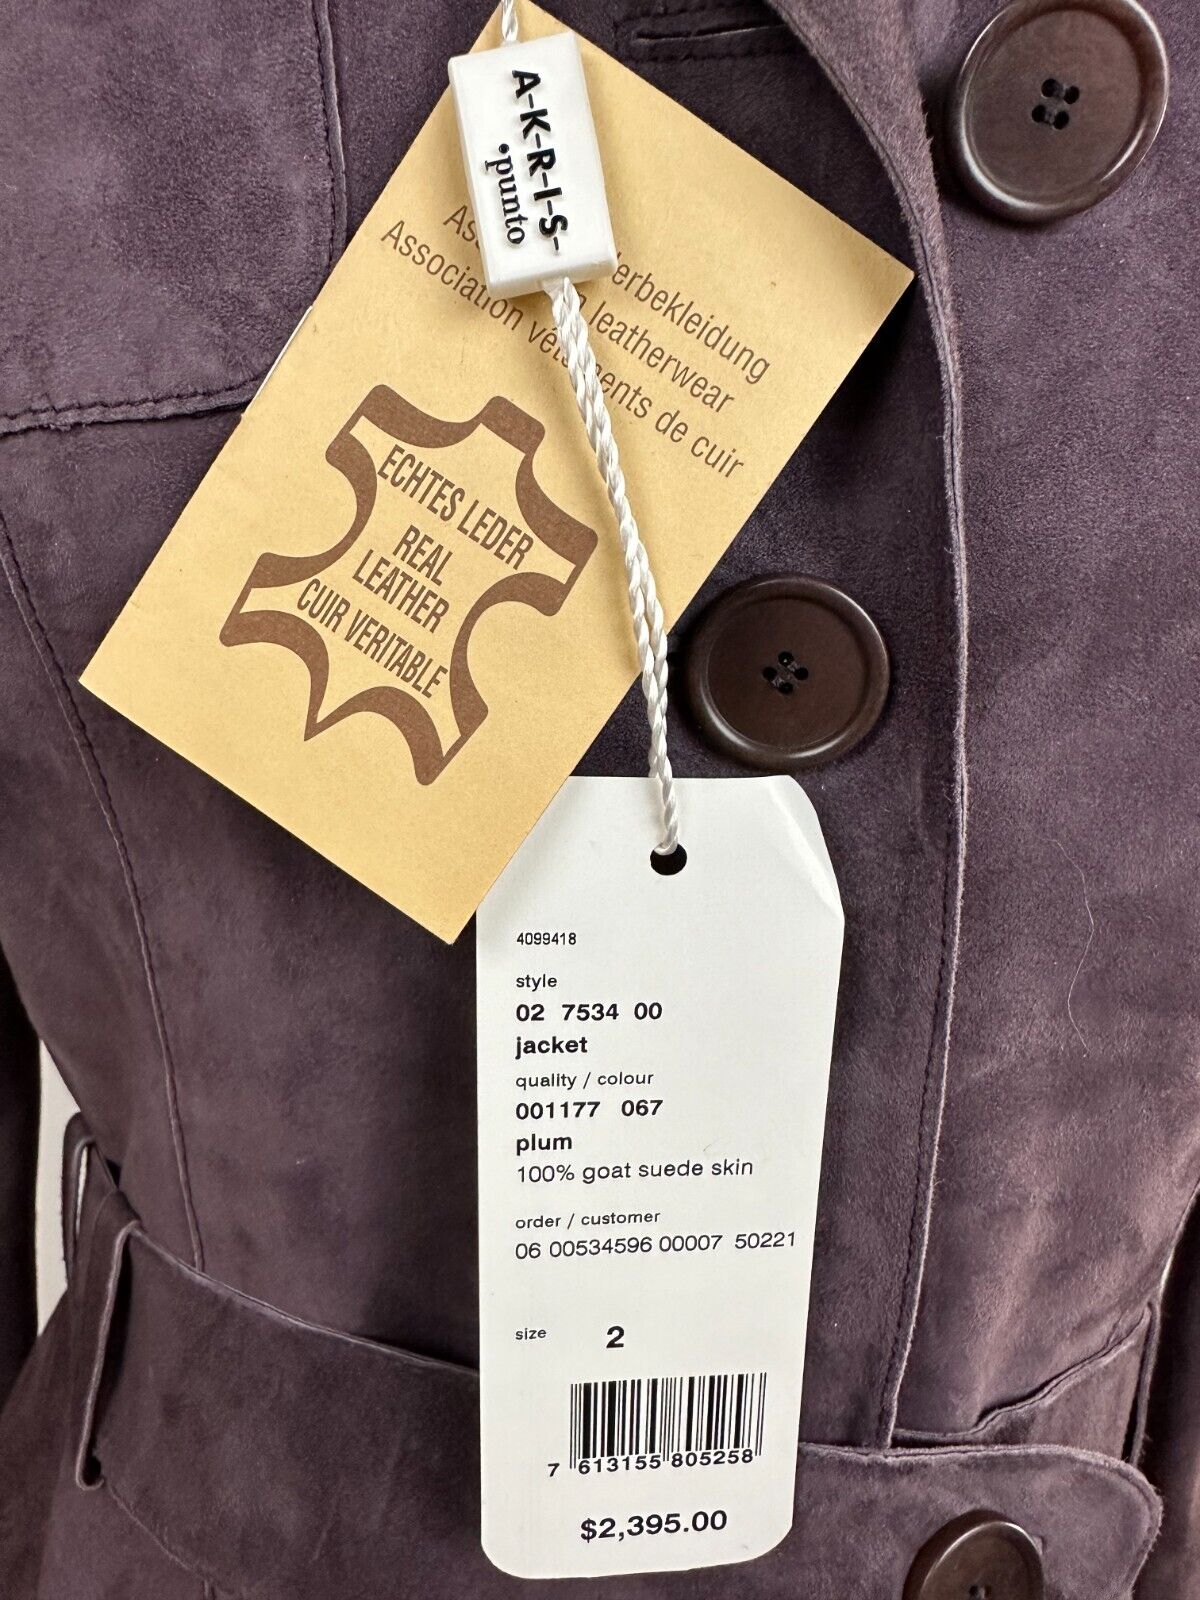 A-K-R-I-S-
•punto
erbekleidung
leatherwear
Association vêtements de cuir
ECHTES LEDER
REAL
LEATHER
CUIR VERITABLE
4099418
style
02 7534 00
jacket
quality / colour
001177 067
plum
100% goat suede skin
order / customer
06 00534596 00007 50221
size 2
7 613155 805258
$2,395.00